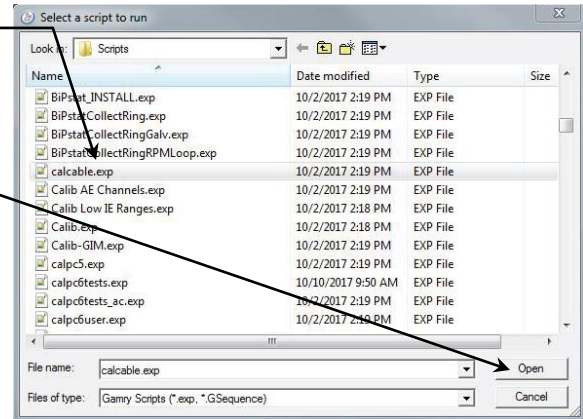 Select a script to run
Look in: Scripts
Name Date modified Type Size
BiPstat_INSTALL.exp 10/2/2017 2:19 PM EXP File
BiPstatCollectRing.exp 10/2/2017 2:19 PM EXP File
BiPstatCollectRingGalv.exp 10/2/2017 2:19 PM EXP File
BiPstatCollectRingRPMLoop.exp 10/2/2017 2:19 PM EXP File
calcable.exp 10/2/2017 2:19 PM EXP File
Calib AE Channels.exp 10/2/2017 2:19 PM EXP File
Calib Low IE Ranges.exp 10/2/2017 2:18 PM EXP File
Calib.exp 10/2/2017 2:18 PM EXP File
Calib-GIM.exp 10/2/2017 2:19 PM EXP File
calpc5.exp 10/2/2017 2:19 PM EXP File
calpc6tests.exp 10/10/2017 9:50 AM EXP File
calpc6tests_ac.exp 10/2/2017 2:19 PM EXP File
calpc6user.exp 10/2/2017 2:19 PM EXP File
File name: calcable.exp Open
Files of type: Gamry Scripts (*.exp, *.GSequence) Cancel